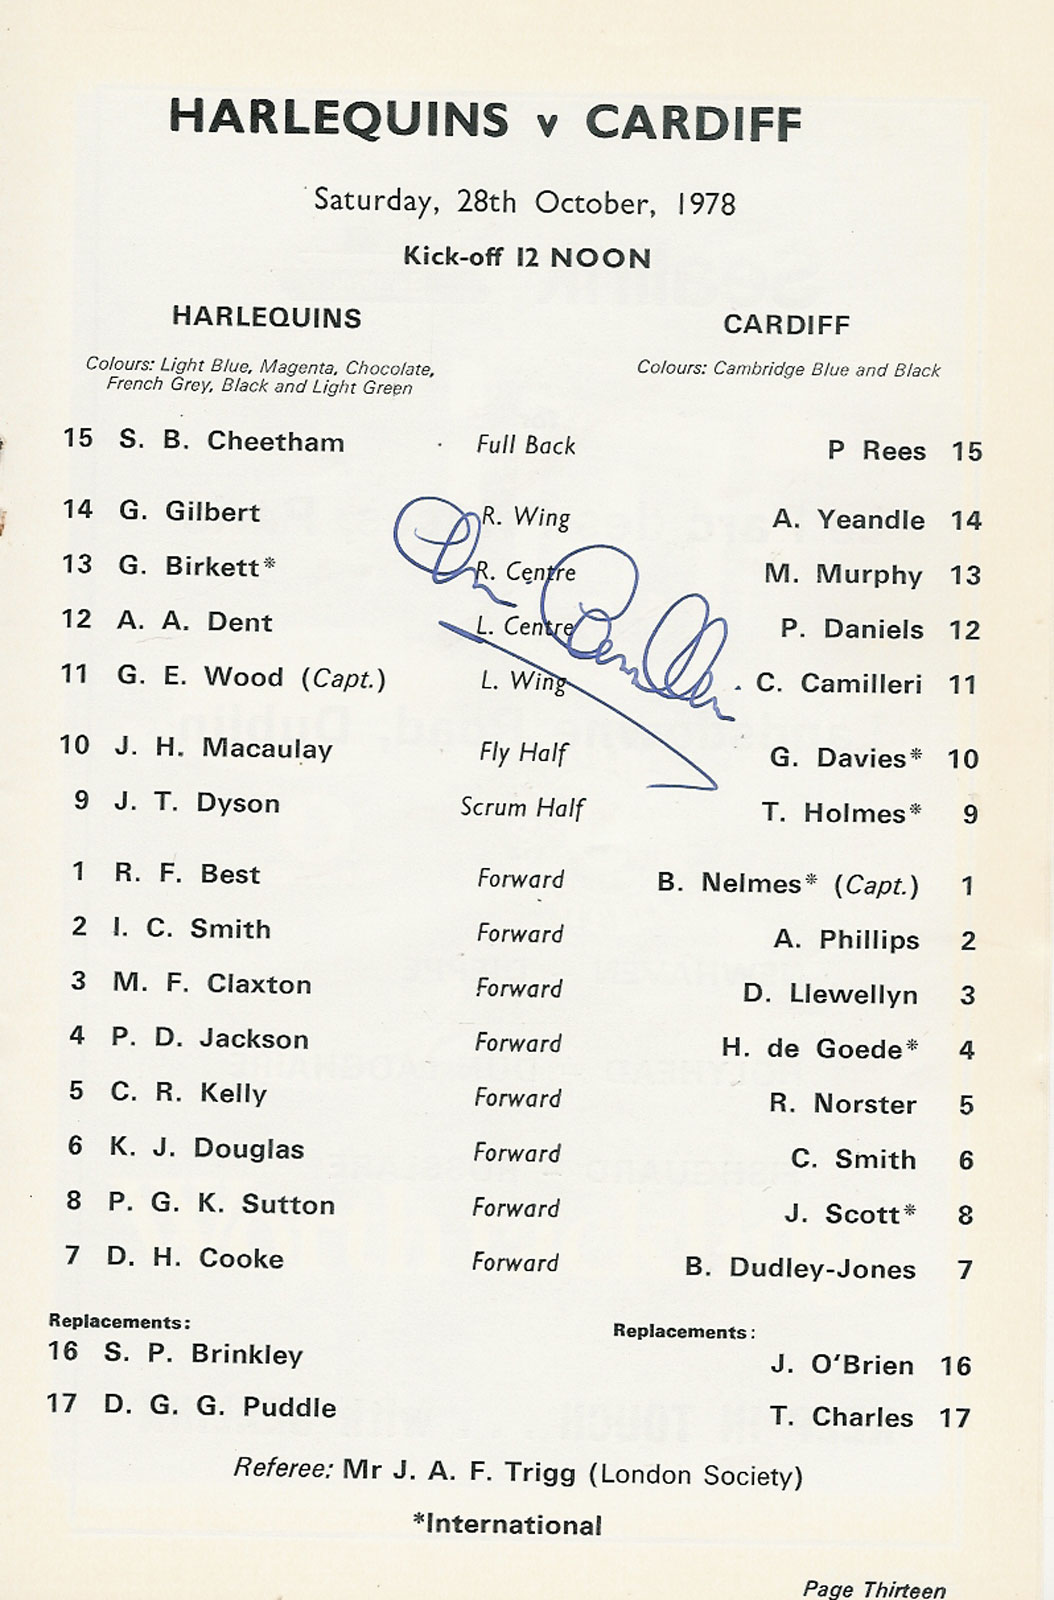 HARLEQUINS v CARDIFF
Saturday, 28th October, 1978
Kick-off 12 NOON
HARLEQUINS CARDIFF
Colours: Light Blue, Magenta, Chocolate, Colours: Cambridge Blue and Black
French Grey, Black and Light Green
15 S. B. Cheetham Full Back P Rees 15
14 G. Gilbert R. Wing A. Yeandle 14
13 G. Birkett* R. Centre M. Murphy 13
12 A. A. Dent L. Centre P. Daniels 12
11 G. E. Wood (Capt.) L. Wing C. Camilleri 11
10 J. H. Macaulay Fly Half G. Davies* 10
9 J. T. Dyson Scrum Half T. Holmes* 9
1 R. F. Best Forward B. Nelmes* (Capt.) 1
2 I. C. Smith Forward A. Phillips 2
3 M. F. Claxton Forward D. Llewellyn 3
4 P. D. Jackson Forward H. de Goede* 4
5 C. R. Kelly Forward R. Norster 5
6 K. J. Douglas Forward C. Smith 6
8 P. G. K. Sutton Forward J. Scott* 8
7 D. H. Cooke Forward B. Dudley-Jones 7
Replacements: Replacements:
16 S. P. Brinkley J. O'Brien 16
17 D. G. G. Puddle T. Charles 17
Referee: Mr J. A. F. Trigg (London Society)
*International
Page Thirteen